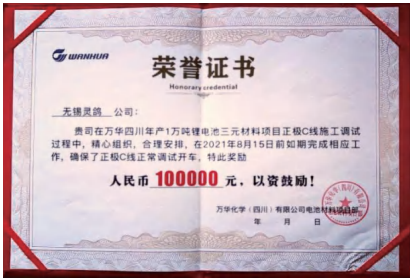 WANHUA
荣誉证书
Honorary credential
无锡灵鸽 公司：
贵司在万华四川年产1万吨锂电池三元材料项目正极C线施工调试
过程中，精心组织，合理安排，在2021年8月15日前如期完成相应工
作，确保了正极C线正常调试开车，特此奖励
人民币 100000 元，以资鼓励！
万华化学（四川）有限公司电池材料项目部
年 月 日